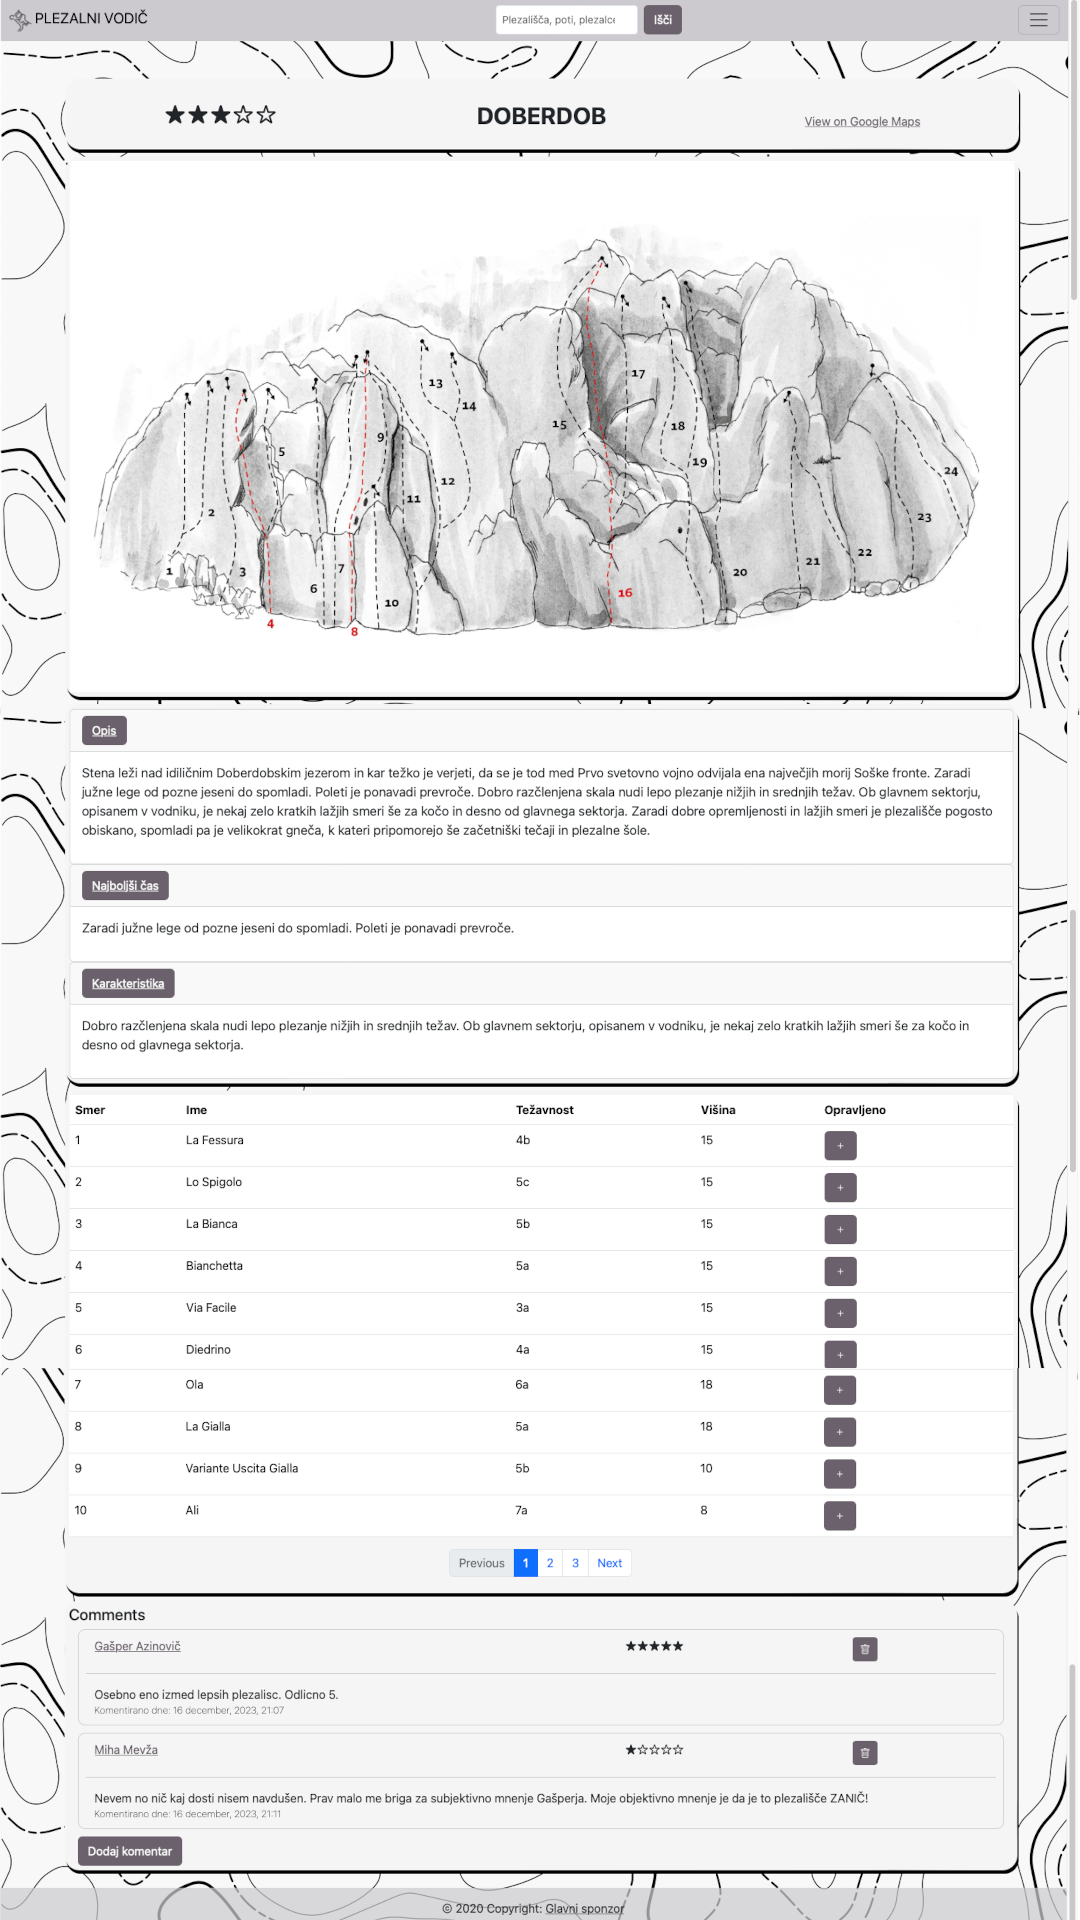 PLEZALNI VODIČ
Plezališča, poti, plezalce
Išči
DOBERDOB
View on Google Maps
1
2
3
4
5
6
7
8
9
10
11
12
13
14
15
16
17
18
19
20
21
22
23
24
Opis
Stena leži nad idiličnim Doberdobskim jezerom in kar težko je verjeti, da se je tod med Prvo svetovno vojno odvijala ena največjih morij Soške fronte. Zaradi
južne lege od pozne jeseni do spomladi. Poleti je ponavadi prevroče. Dobro razčlenjena skala nudi lepo plezanje nižjih in srednjih težav. Ob glavnem sektorju,
opisanem v vodniku, je nekaj zelo kratkih lažjih smeri še za kočo in desno od glavnega sektorja. Zaradi dobre opremljenosti in lažjih smeri je plezališče pogosto
obiskano, spomladi pa je velikokrat gneča, k kateri pripomorejo še začetniški tečaji in plezalne šole.
Najboljši čas
Zaradi južne lege od pozne jeseni do spomladi. Poleti je ponavadi prevroče.
Karakteristika
Dobro razčlenjena skala nudi lepo plezanje nižjih in srednjih težav. Ob glavnem sektorju, opisanem v vodniku, je nekaj zelo kratkih lažjih smeri še za kočo in
desno od glavnega sektorja.
Smer Ime Težavnost Višina Opravljeno
1 La Fessura 4b 15 +
2 Lo Spigolo 5c 15 +
3 La Bianca 5b 15 +
4 Bianchetta 5a 15 +
5 Via Facile 3a 15 +
6 Diedrino 4a 15 +
7 Ola 6a 18 +
8 La Gialla 5a 18 +
9 Variante Uscita Gialla 5b 10 +
10 Ali 7a 8 +
Previous 1 2 3 Next
Comments
Gašper Azinovič
Osebno eno izmed lepsih plezalisc. Odlicno 5.
Komentirano dne: 16 december, 2023, 21:07
Miha Mevža
Nevem no nič kaj dosti nisem navdušen. Prav malo me briga za subjektivno mnenje Gašperja. Moje objektivno mnenje je da je to plezališče ZANIČ!
Komentirano dne: 16 december, 2023, 21:11
Dodaj komentar
© 2020 Copyright: Glavni sponzor